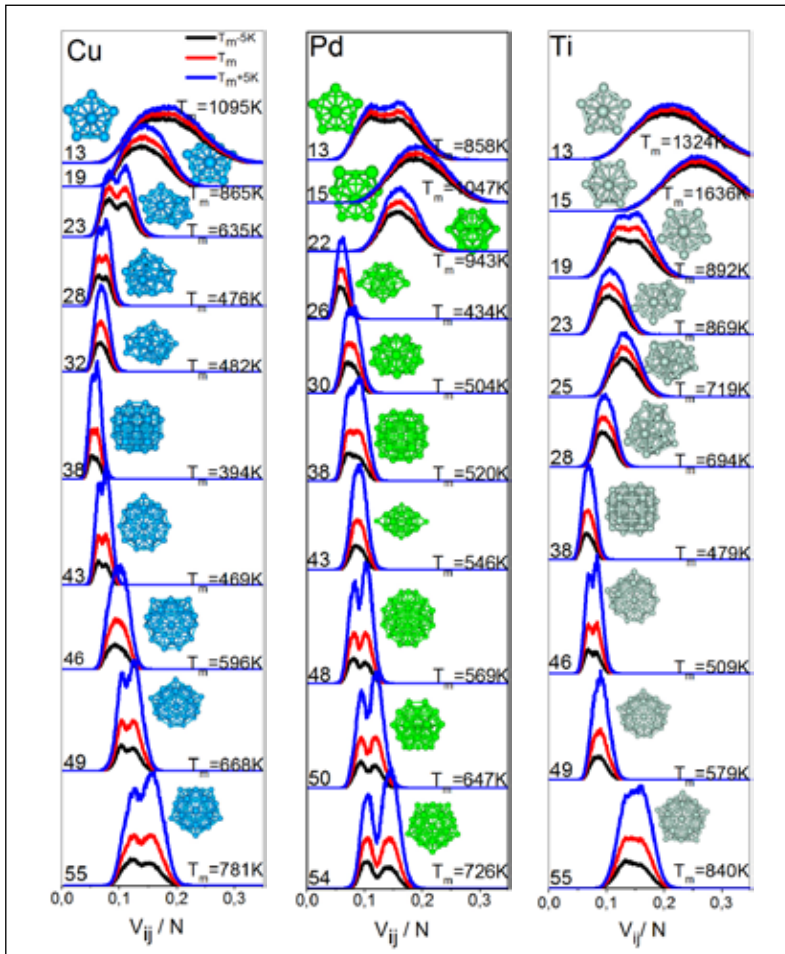 Cu
Tm-5K
Tm
Tm+5K
13
Tm=1095K
19
Tm=865K
23
Tm=635K
28
Tm=476K
32
Tm=482K
38
Tm=394K
43
Tm=469K
46
Tm=596K
49
Tm=668K
55
Tm=781K
0,0 0,1 0,2 0,3
Vij / N
Pd
13
Tm=858K
15
Tm=1047K
22
Tm=943K
26
Tm=434K
30
Tm=504K
38
Tm=520K
43
Tm=546K
48
Tm=569K
50
Tm=647K
54
Tm=726K
0,0 0,1 0,2 0,3
Vij / N
Ti
13
Tm=1324K
15
Tm=1636K
19
Tm=892K
23
Tm=869K
25
Tm=719K
28
Tm=694K
38
Tm=479K
46
Tm=509K
49
Tm=579K
55
Tm=840K
0,0 0,1 0,2 0,3
Vij/ N